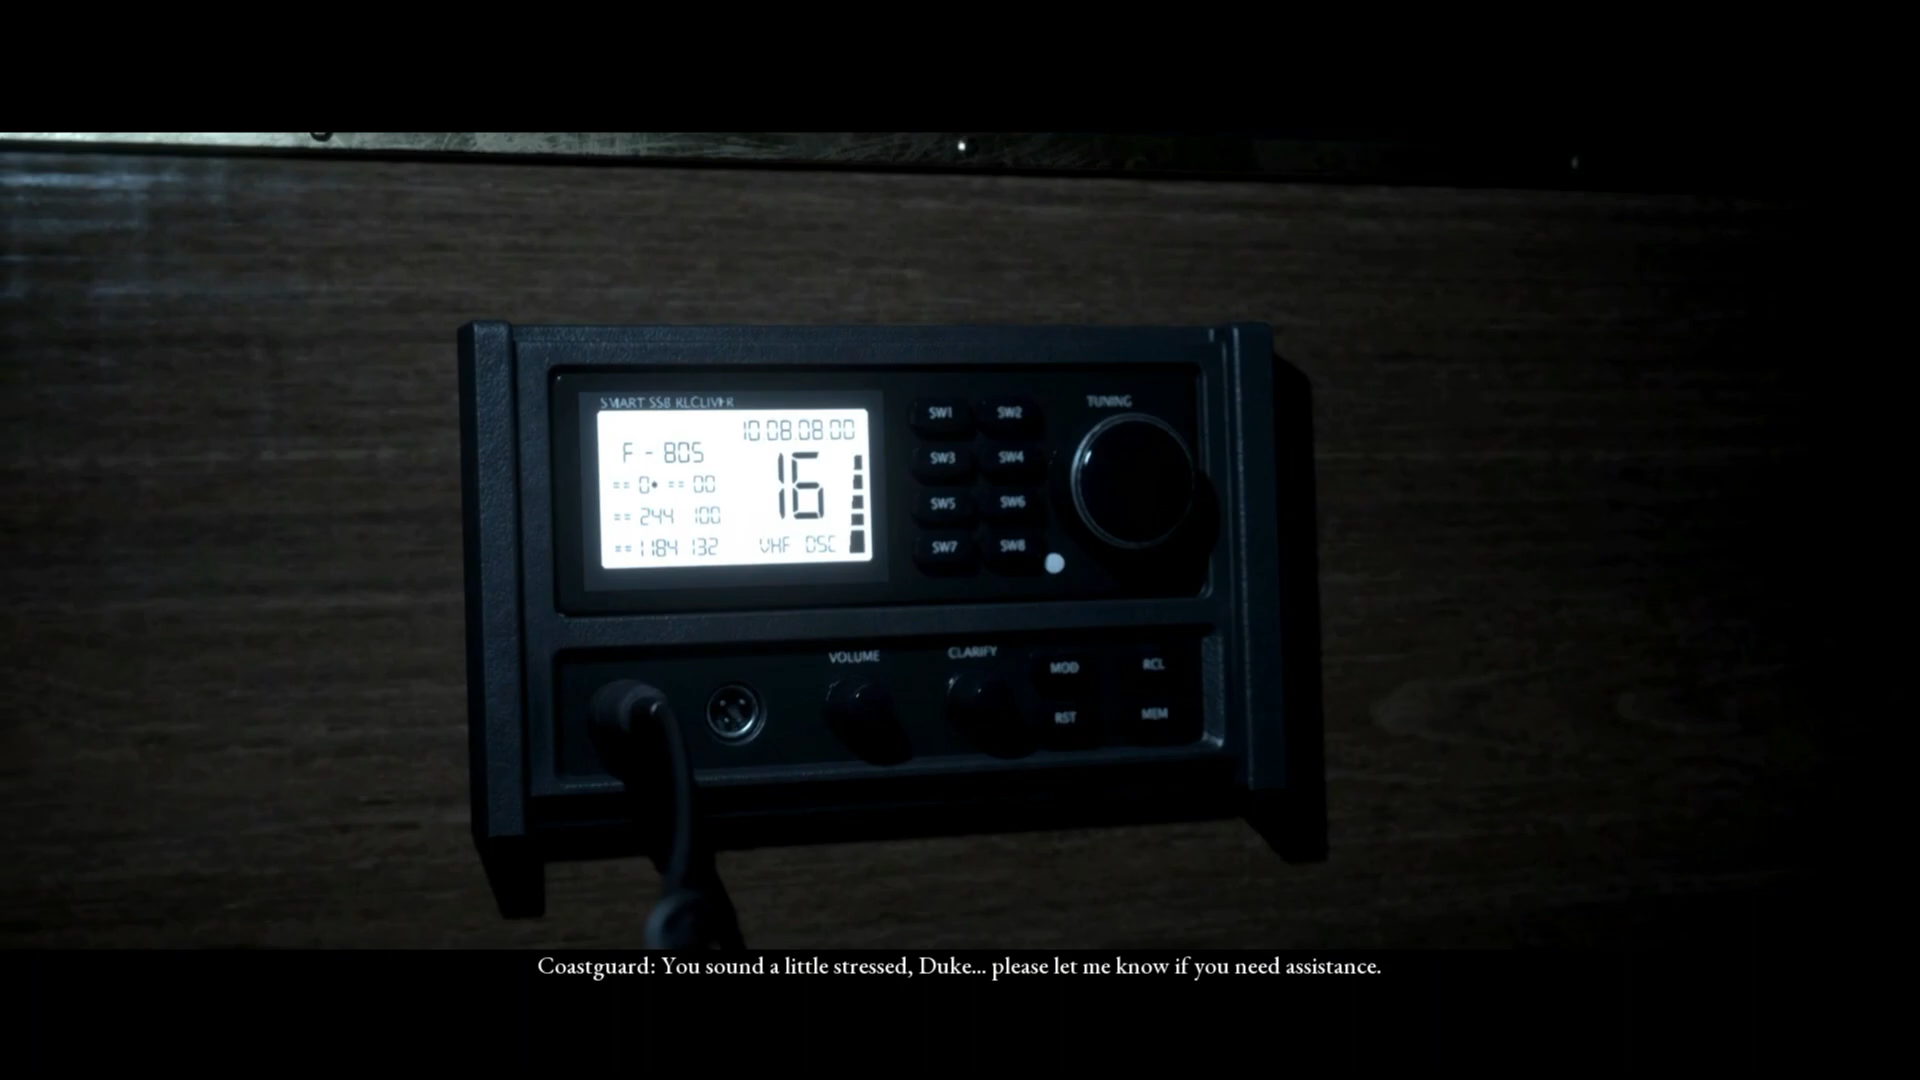 SMART SSB RECEIVER
10:08:08:00
F - 805
16
== 0• == 00
== 244 100
== 1184 132
VHF DSC
SW1 SW2
SW3 SW4
SW5 SW6
SW7 SW8
TUNING
VOLUME
CLARIFY
MOD
RCL
RST
MEM
Coastguard: You sound a little stressed, Duke... please let me know if you need assistance.